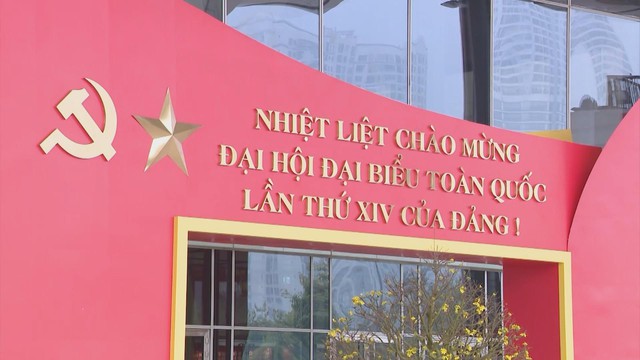 NHIỆT LIỆT CHÀO MỪNG
ĐẠI HỘI ĐẠI BIỂU TOÀN QUỐC
LẦN THỨ XIV CỦA ĐẢNG !